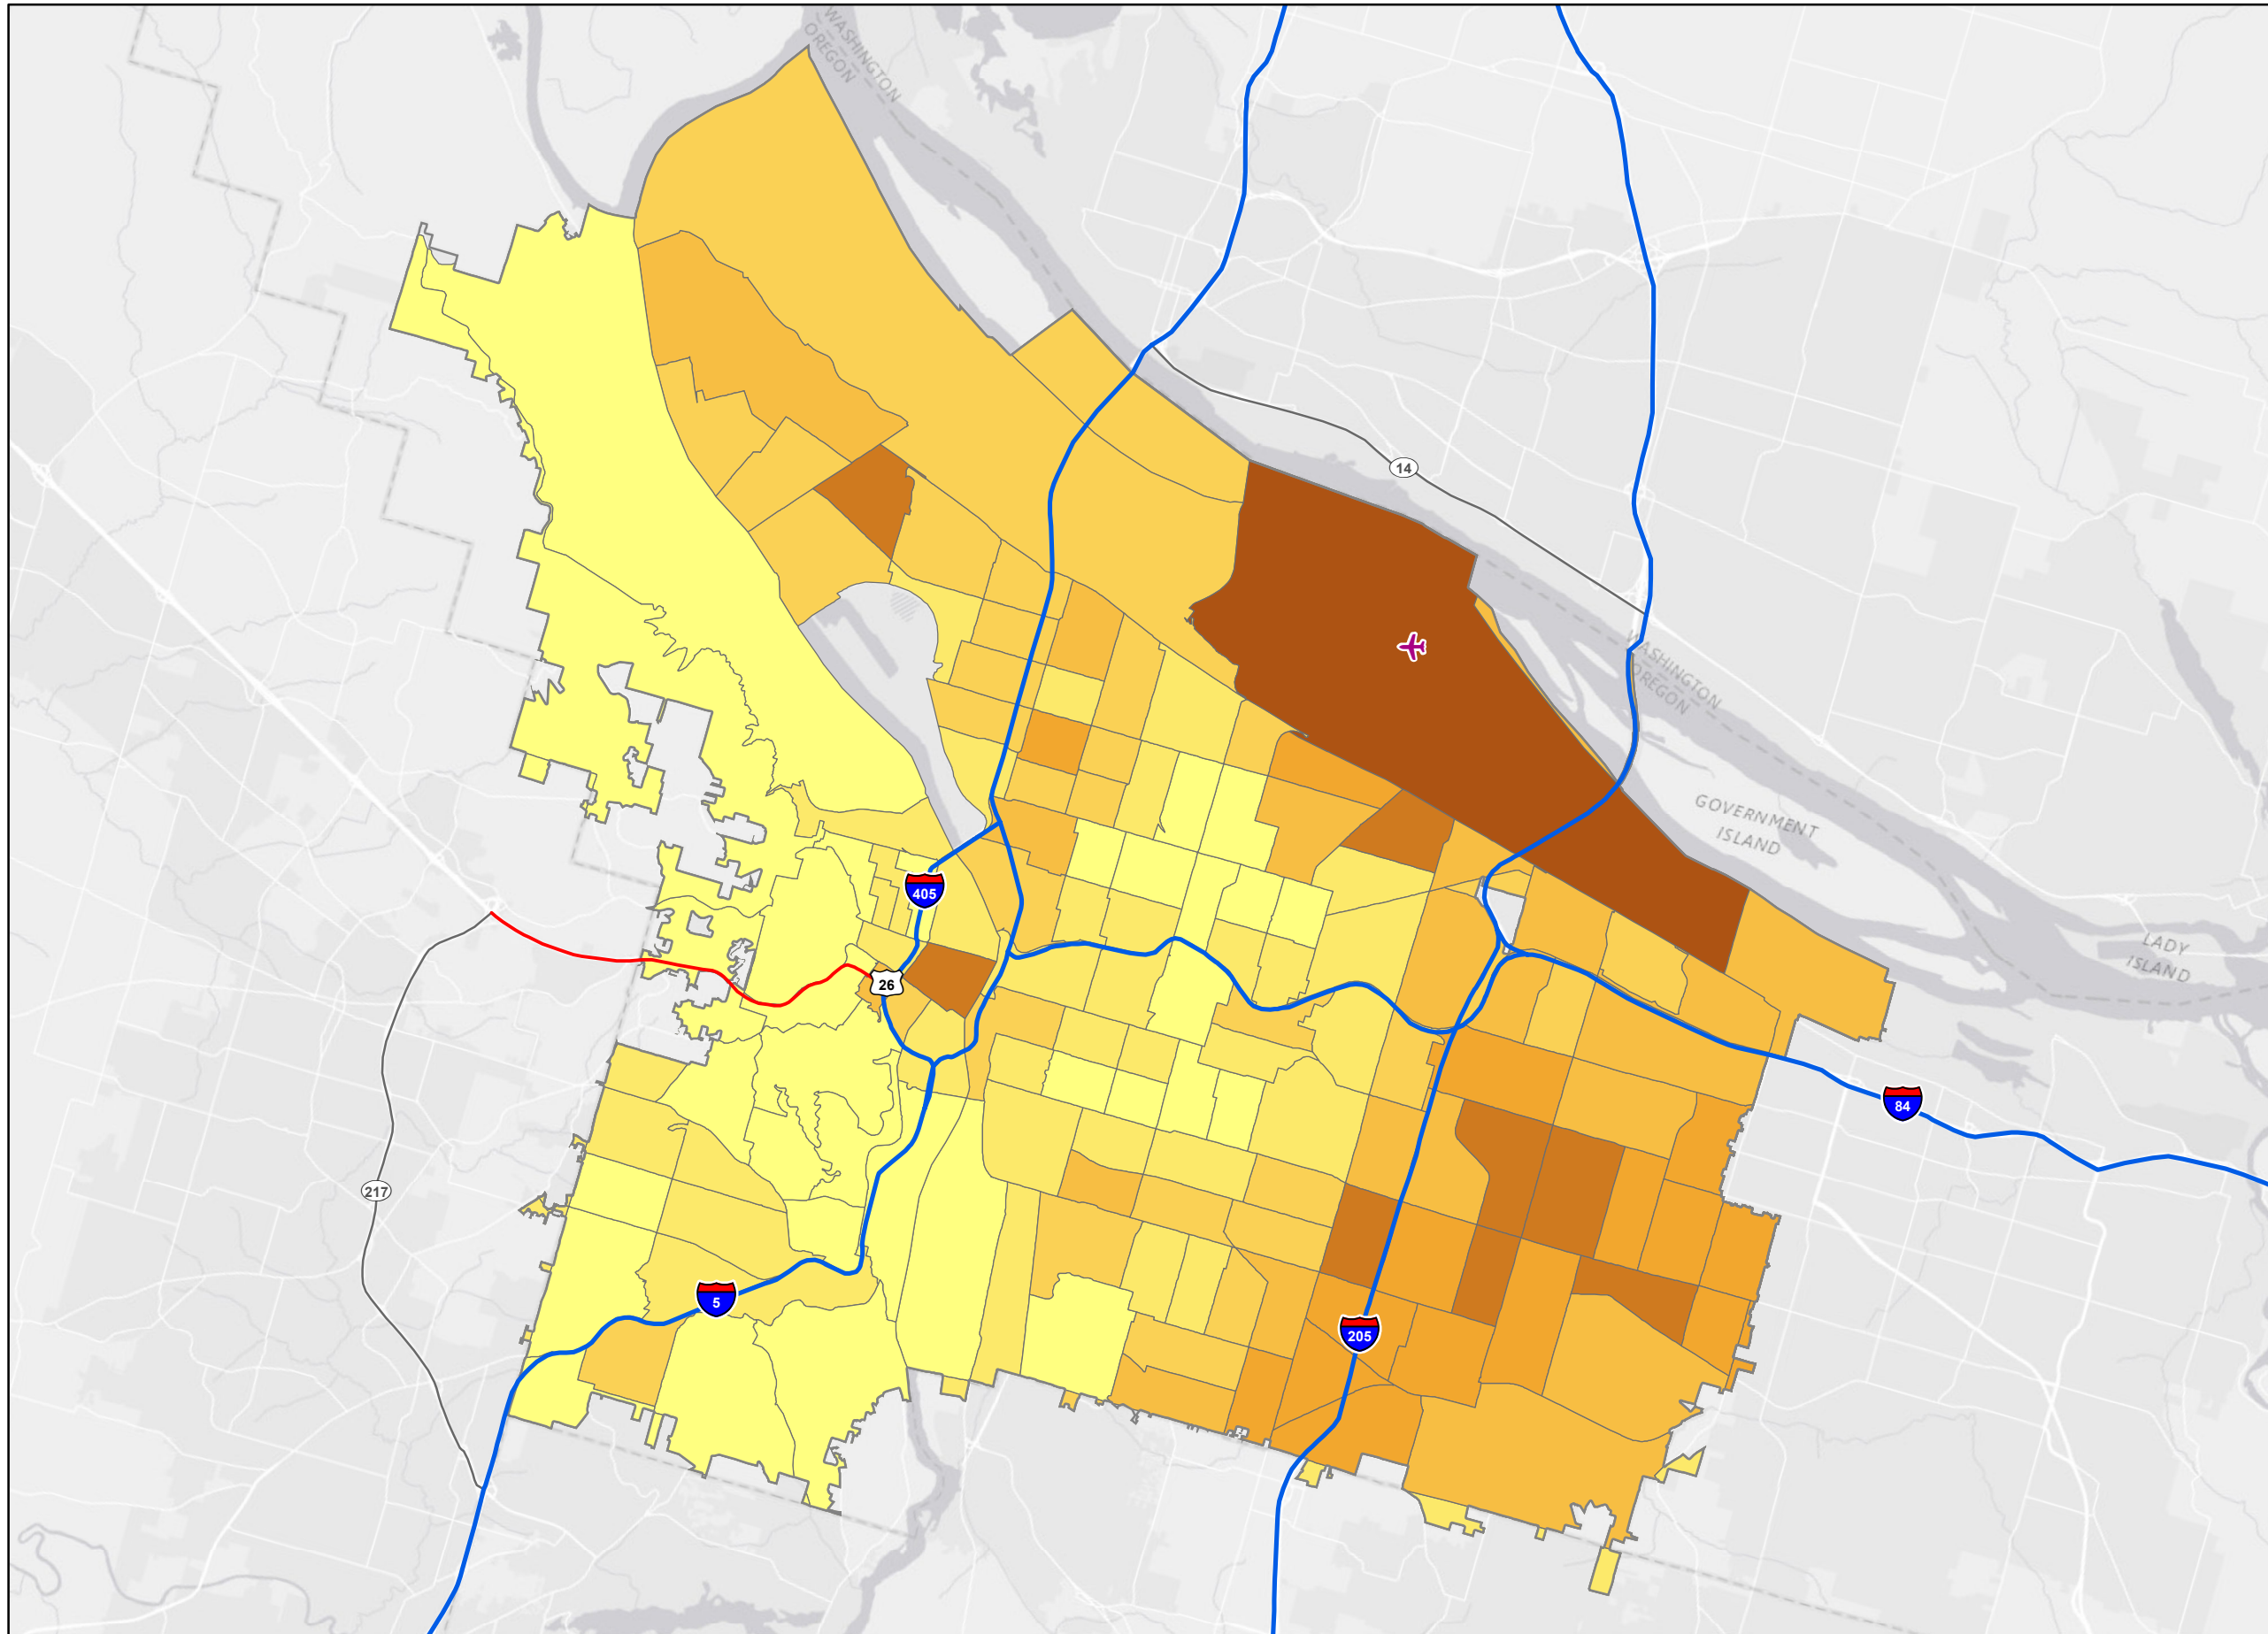 WASHINGTON
OREGON
14
WASHINGTON
OREGON
GOVERNMENT
ISLAND
405
LADY
ISLAND
26
84
217
5
205